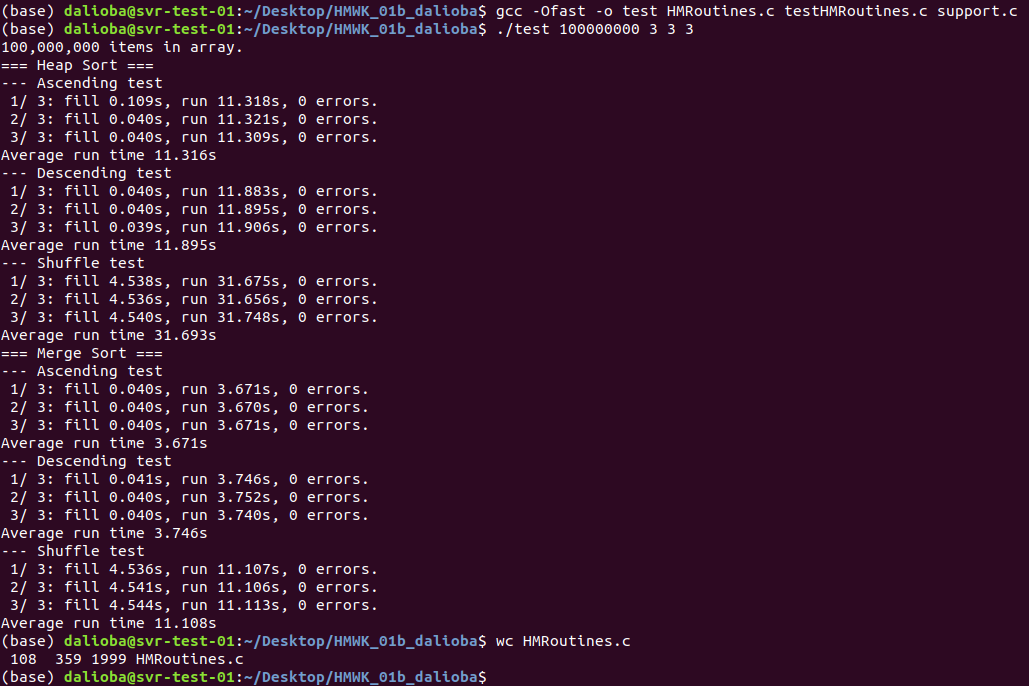 (base) dalioba@svr-test-01:~/Desktop/HMWK_01b_dalioba$ gcc -Ofast -o test HMRoutines.c testHMRoutines.c support.c
(base) dalioba@svr-test-01:~/Desktop/HMWK_01b_dalioba$ ./test 100000000 3 3 3
100,000,000 items in array.
=== Heap Sort ===
--- Ascending test
 1/ 3: fill 0.109s, run 11.318s, 0 errors.
 2/ 3: fill 0.040s, run 11.321s, 0 errors.
 3/ 3: fill 0.040s, run 11.309s, 0 errors.
Average run time 11.316s
--- Descending test
 1/ 3: fill 0.040s, run 11.883s, 0 errors.
 2/ 3: fill 0.040s, run 11.895s, 0 errors.
 3/ 3: fill 0.039s, run 11.906s, 0 errors.
Average run time 11.895s
--- Shuffle test
 1/ 3: fill 4.538s, run 31.675s, 0 errors.
 2/ 3: fill 4.536s, run 31.656s, 0 errors.
 3/ 3: fill 4.540s, run 31.748s, 0 errors.
Average run time 31.693s
=== Merge Sort ===
--- Ascending test
 1/ 3: fill 0.040s, run 3.671s, 0 errors.
 2/ 3: fill 0.040s, run 3.670s, 0 errors.
 3/ 3: fill 0.040s, run 3.671s, 0 errors.
Average run time 3.671s
--- Descending test
 1/ 3: fill 0.041s, run 3.746s, 0 errors.
 2/ 3: fill 0.040s, run 3.752s, 0 errors.
 3/ 3: fill 0.040s, run 3.740s, 0 errors.
Average run time 3.746s
--- Shuffle test
 1/ 3: fill 4.536s, run 11.107s, 0 errors.
 2/ 3: fill 4.541s, run 11.106s, 0 errors.
 3/ 3: fill 4.544s, run 11.113s, 0 errors.
Average run time 11.108s
(base) dalioba@svr-test-01:~/Desktop/HMWK_01b_dalioba$ wc HMRoutines.c
 108  359 1999 HMRoutines.c
(base) dalioba@svr-test-01:~/Desktop/HMWK_01b_dalioba$